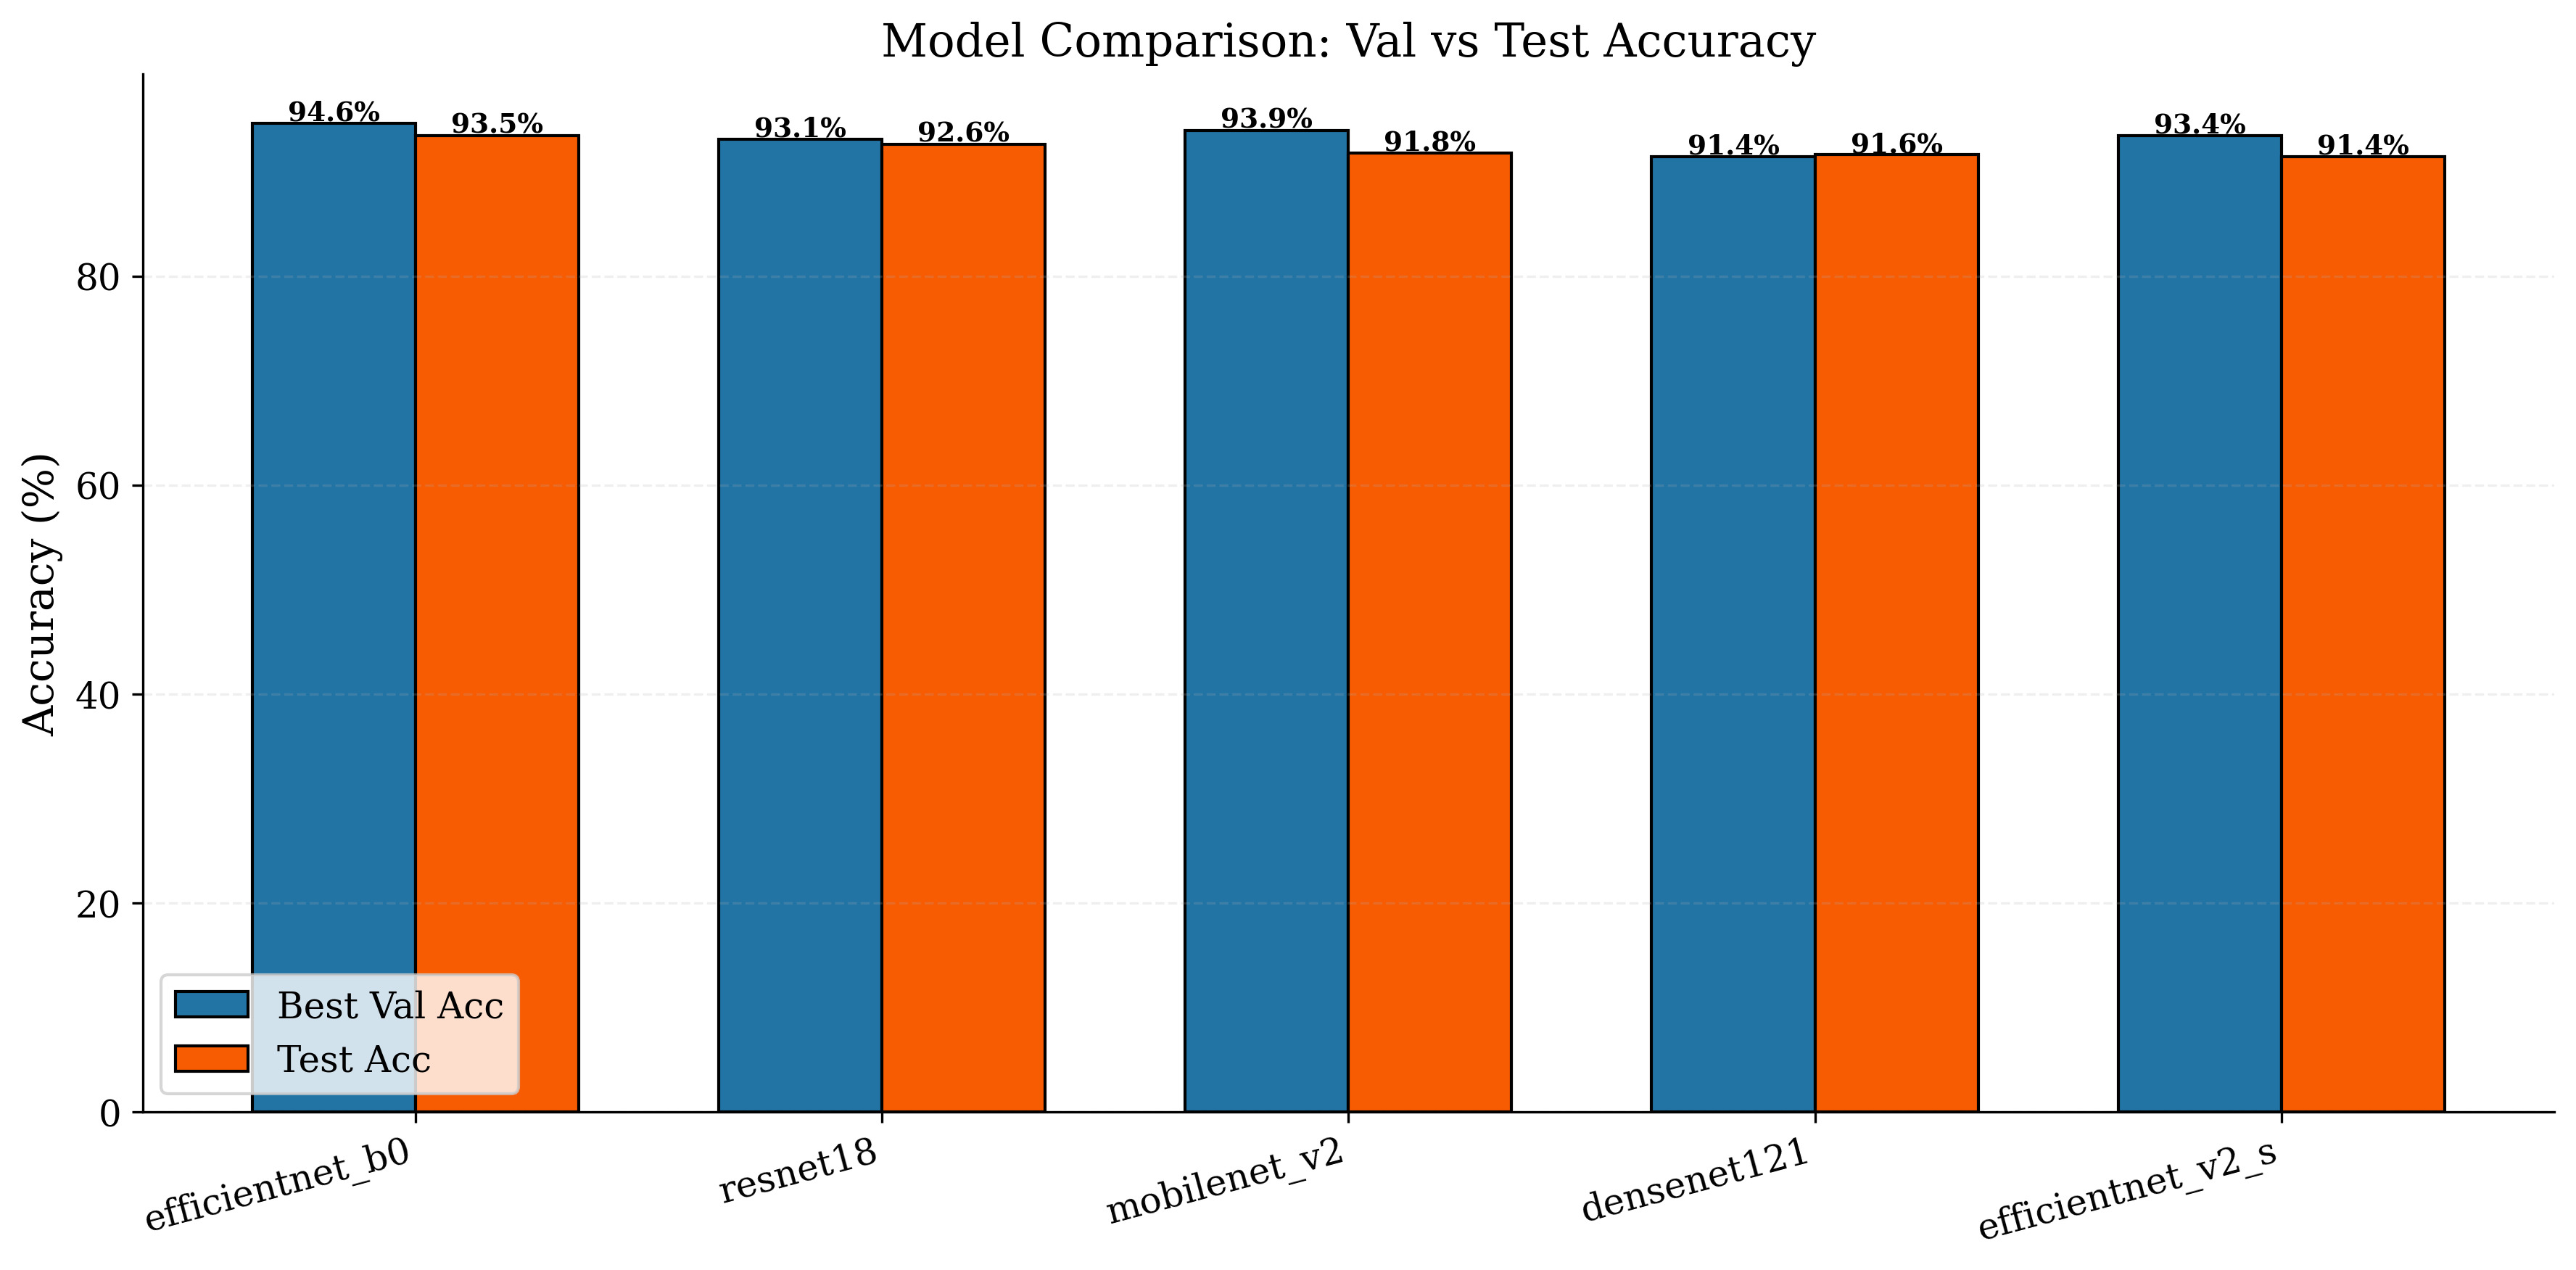 Model Comparison: Val vs Test Accuracy
94.6%
93.5%
93.1%
92.6%
93.9%
91.8%
91.4%
91.6%
93.4%
91.4%
Accuracy (%)
80
60
40
20
0
Best Val Acc
Test Acc
efficientnet_b0
resnet18
mobilenet_v2
densenet121
efficientnet_v2_s